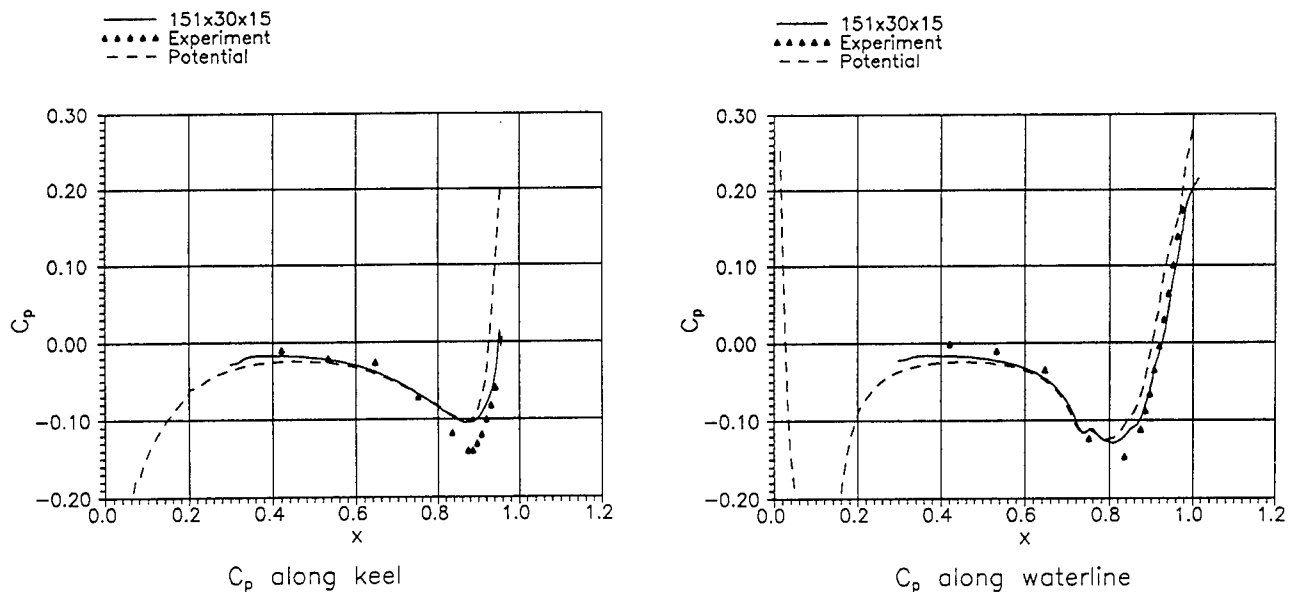 151x30x15
Experiment
Potential
0.30
0.20
0.10
0.00
-0.10
-0.20
Cp
0.0 0.2 0.4 0.6 0.8 1.0 1.2
x
Cp along keel
151x30x15
Experiment
Potential
0.30
0.20
0.10
0.00
-0.10
-0.20
Cp
0.0 0.2 0.4 0.6 0.8 1.0 1.2
x
Cp along waterline